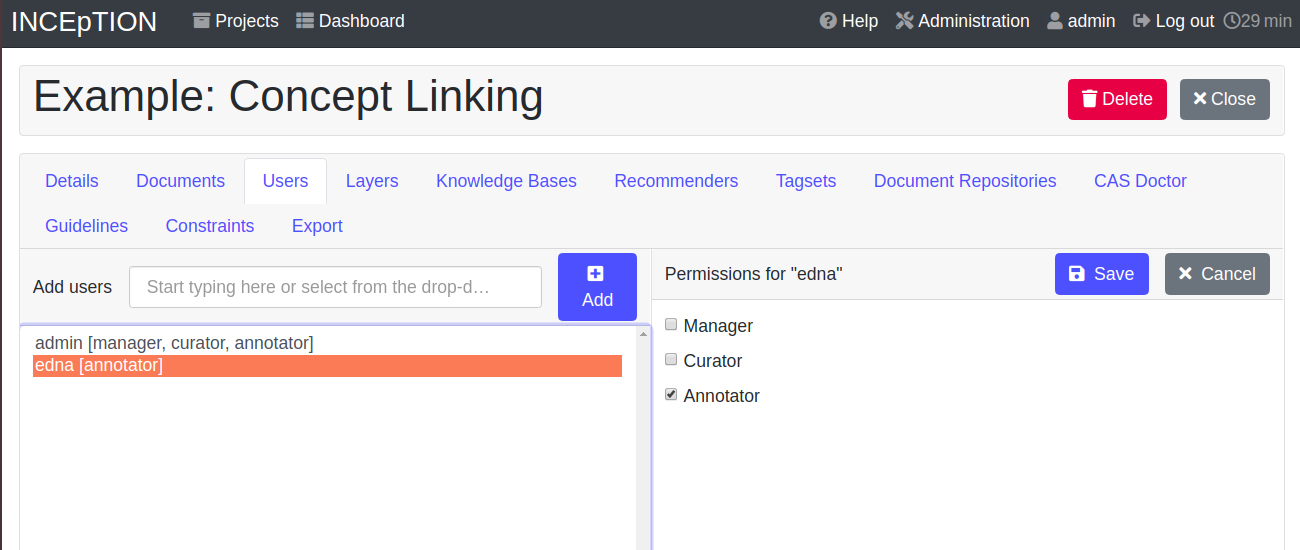 INCEpTION Projects Dashboard Help Administration admin Log out 29 min
Example: Concept Linking Delete Close
Details Documents Users Layers Knowledge Bases Recommenders Tagsets Document Repositories CAS Doctor
Guidelines Constraints Export
Add users Start typing here or select from the drop-d… Add
Permissions for "edna" Save Cancel
admin [manager, curator, annotator]
edna [annotator]
Manager
Curator
Annotator